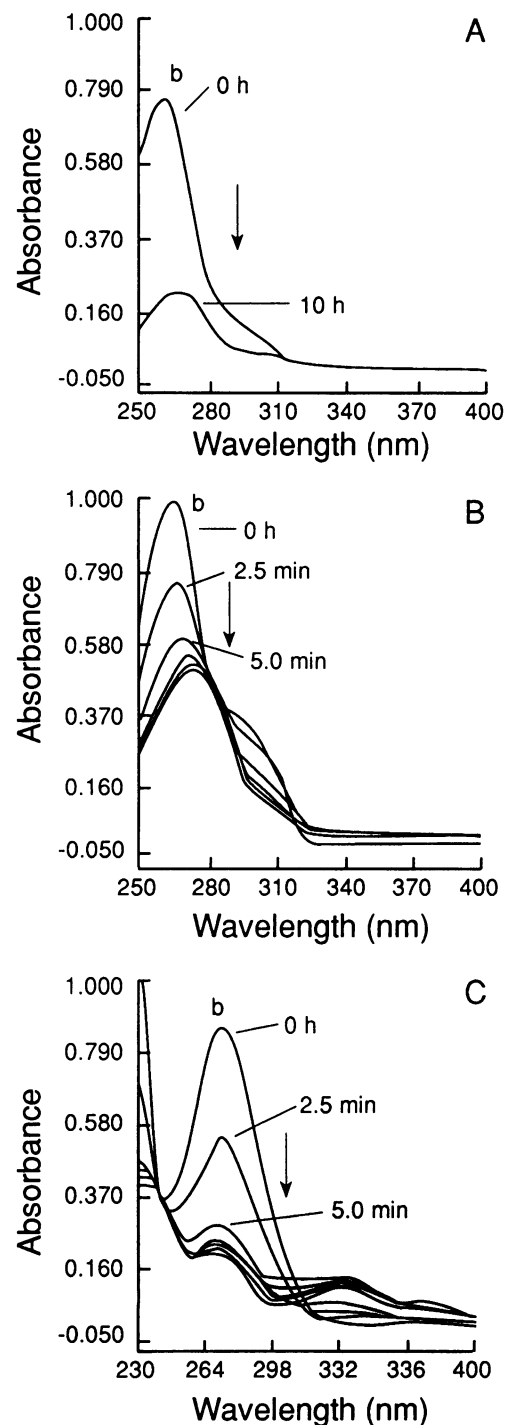 A
1.000
b
0.790
0 h
0.580
0.370
10 h
0.160
-0.050
250 280 310 340 370 400
Wavelength (nm)
Absorbance
B
1.000
b
0 h
0.790
2.5 min
0.580
5.0 min
0.370
0.160
-0.050
250 280 310 340 370 400
Wavelength (nm)
Absorbance
C
1.000
b
0 h
0.790
2.5 min
0.580
0.370
5.0 min
0.160
-0.050
230 264 298 332 336 400
Wavelength (nm)
Absorbance